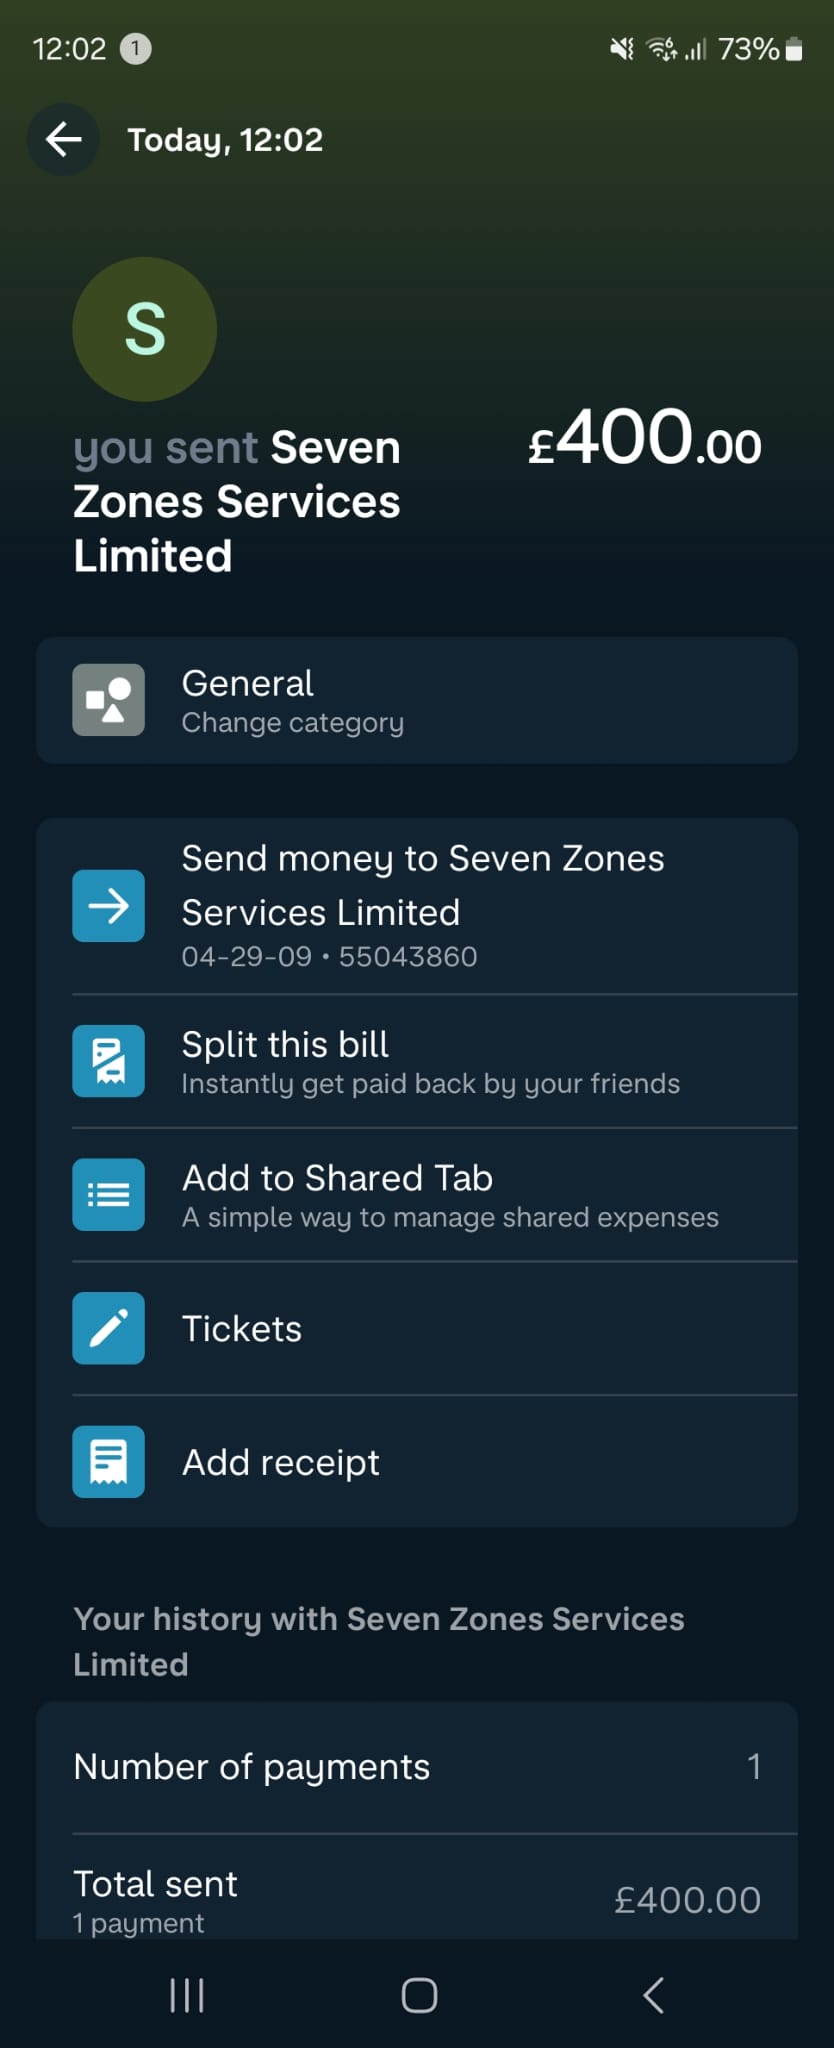 12:02 1 73%
Today, 12:02
S
you sent Seven £400.00
Zones Services
Limited
General
Change category
Send money to Seven Zones
Services Limited
04-29-09 • 55043860
Split this bill
Instantly get paid back by your friends
Add to Shared Tab
A simple way to manage shared expenses
Tickets
Add receipt
Your history with Seven Zones Services
Limited
Number of payments 1
Total sent £400.00
1 payment